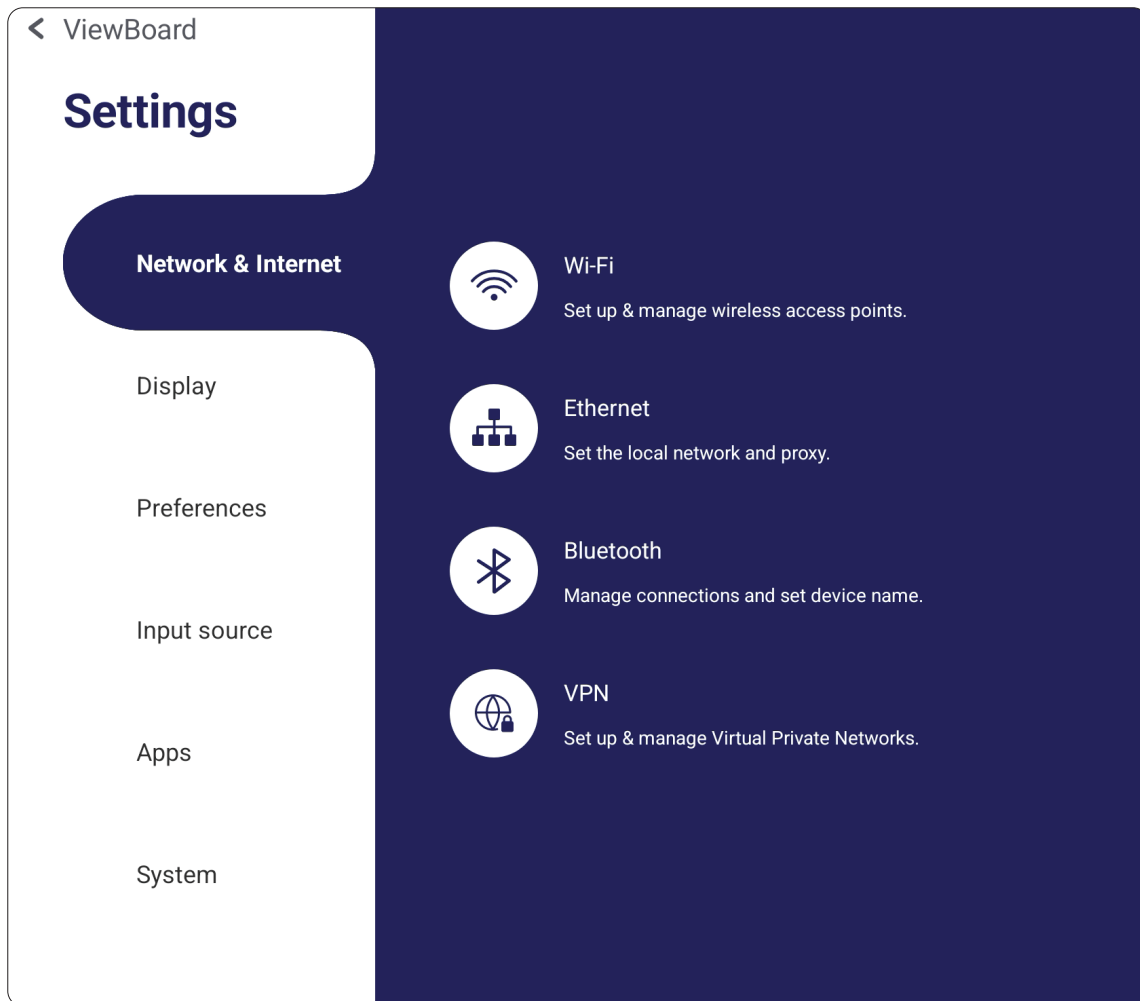 ViewBoard
Settings
Network & Internet
Display
Preferences
Input source
Apps
System
Wi-Fi
Set up & manage wireless access points.
Ethernet
Set the local network and proxy.
Bluetooth
Manage connections and set device name.
VPN
Set up & manage Virtual Private Networks.